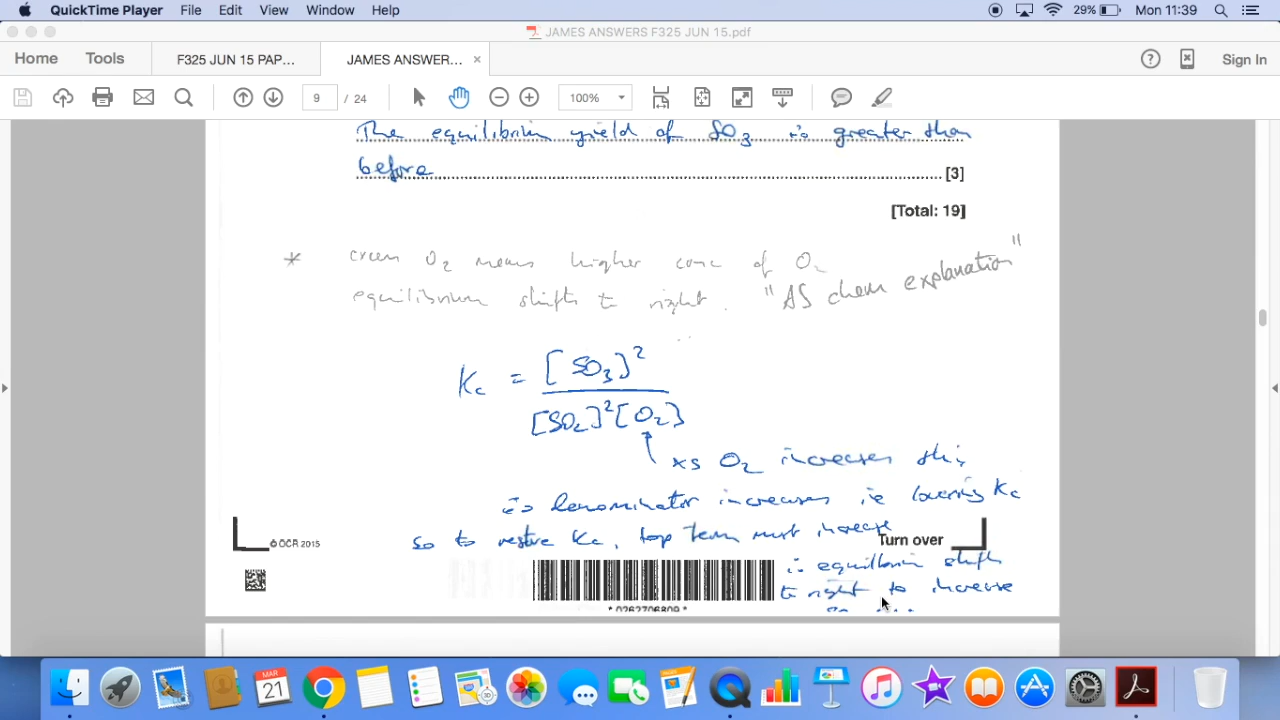 QuickTime Player File Edit View Window Help 29% Mon 11:39
JAMES ANSWERS F325 JUN 15.pdf
Home Tools F325 JUN 15 PAP... JAMES ANSWER... × Sign In
9 / 24 100%
The equilibrium yield of SO3 is greater than
before [3]
[Total: 19]
* excess O2 means higher conc of O2
equilibrium shifts to right. "AS chem explanation"
Kc = [SO3]²
[SO2]²[O2]
xs O2 increases this
∴ denominator increases ie lowering Kc
so to restore Kc, top term must increase
© OCR 2015 Turn over
∴ equilibrium shifts
to right to increase
* 0262706809 *
MAR
21